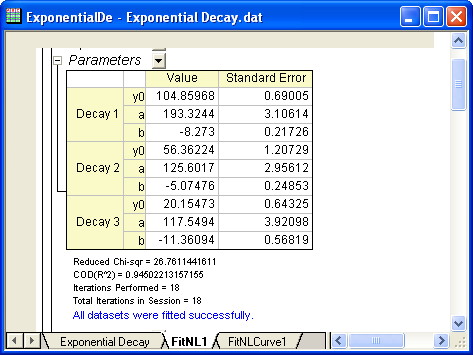 ExponentialDe - Exponential Decay.dat
Parameters
Value Standard Error
Decay 1 y0 104.85968 0.69005
a 193.3244 3.10614
b -8.273 0.21726
Decay 2 y0 56.36224 1.20729
a 125.6017 2.95612
b -5.07476 0.24853
Decay 3 y0 20.15473 0.64325
a 117.5494 3.92098
b -11.36094 0.56819
Reduced Chi-sqr = 26.7611441611
COD(R^2) = 0.94502213157155
Iterations Performed = 18
Total Iterations in Session = 18
All datasets were fitted successfully.
Exponential Decay FitNL1 FitNLCurve1